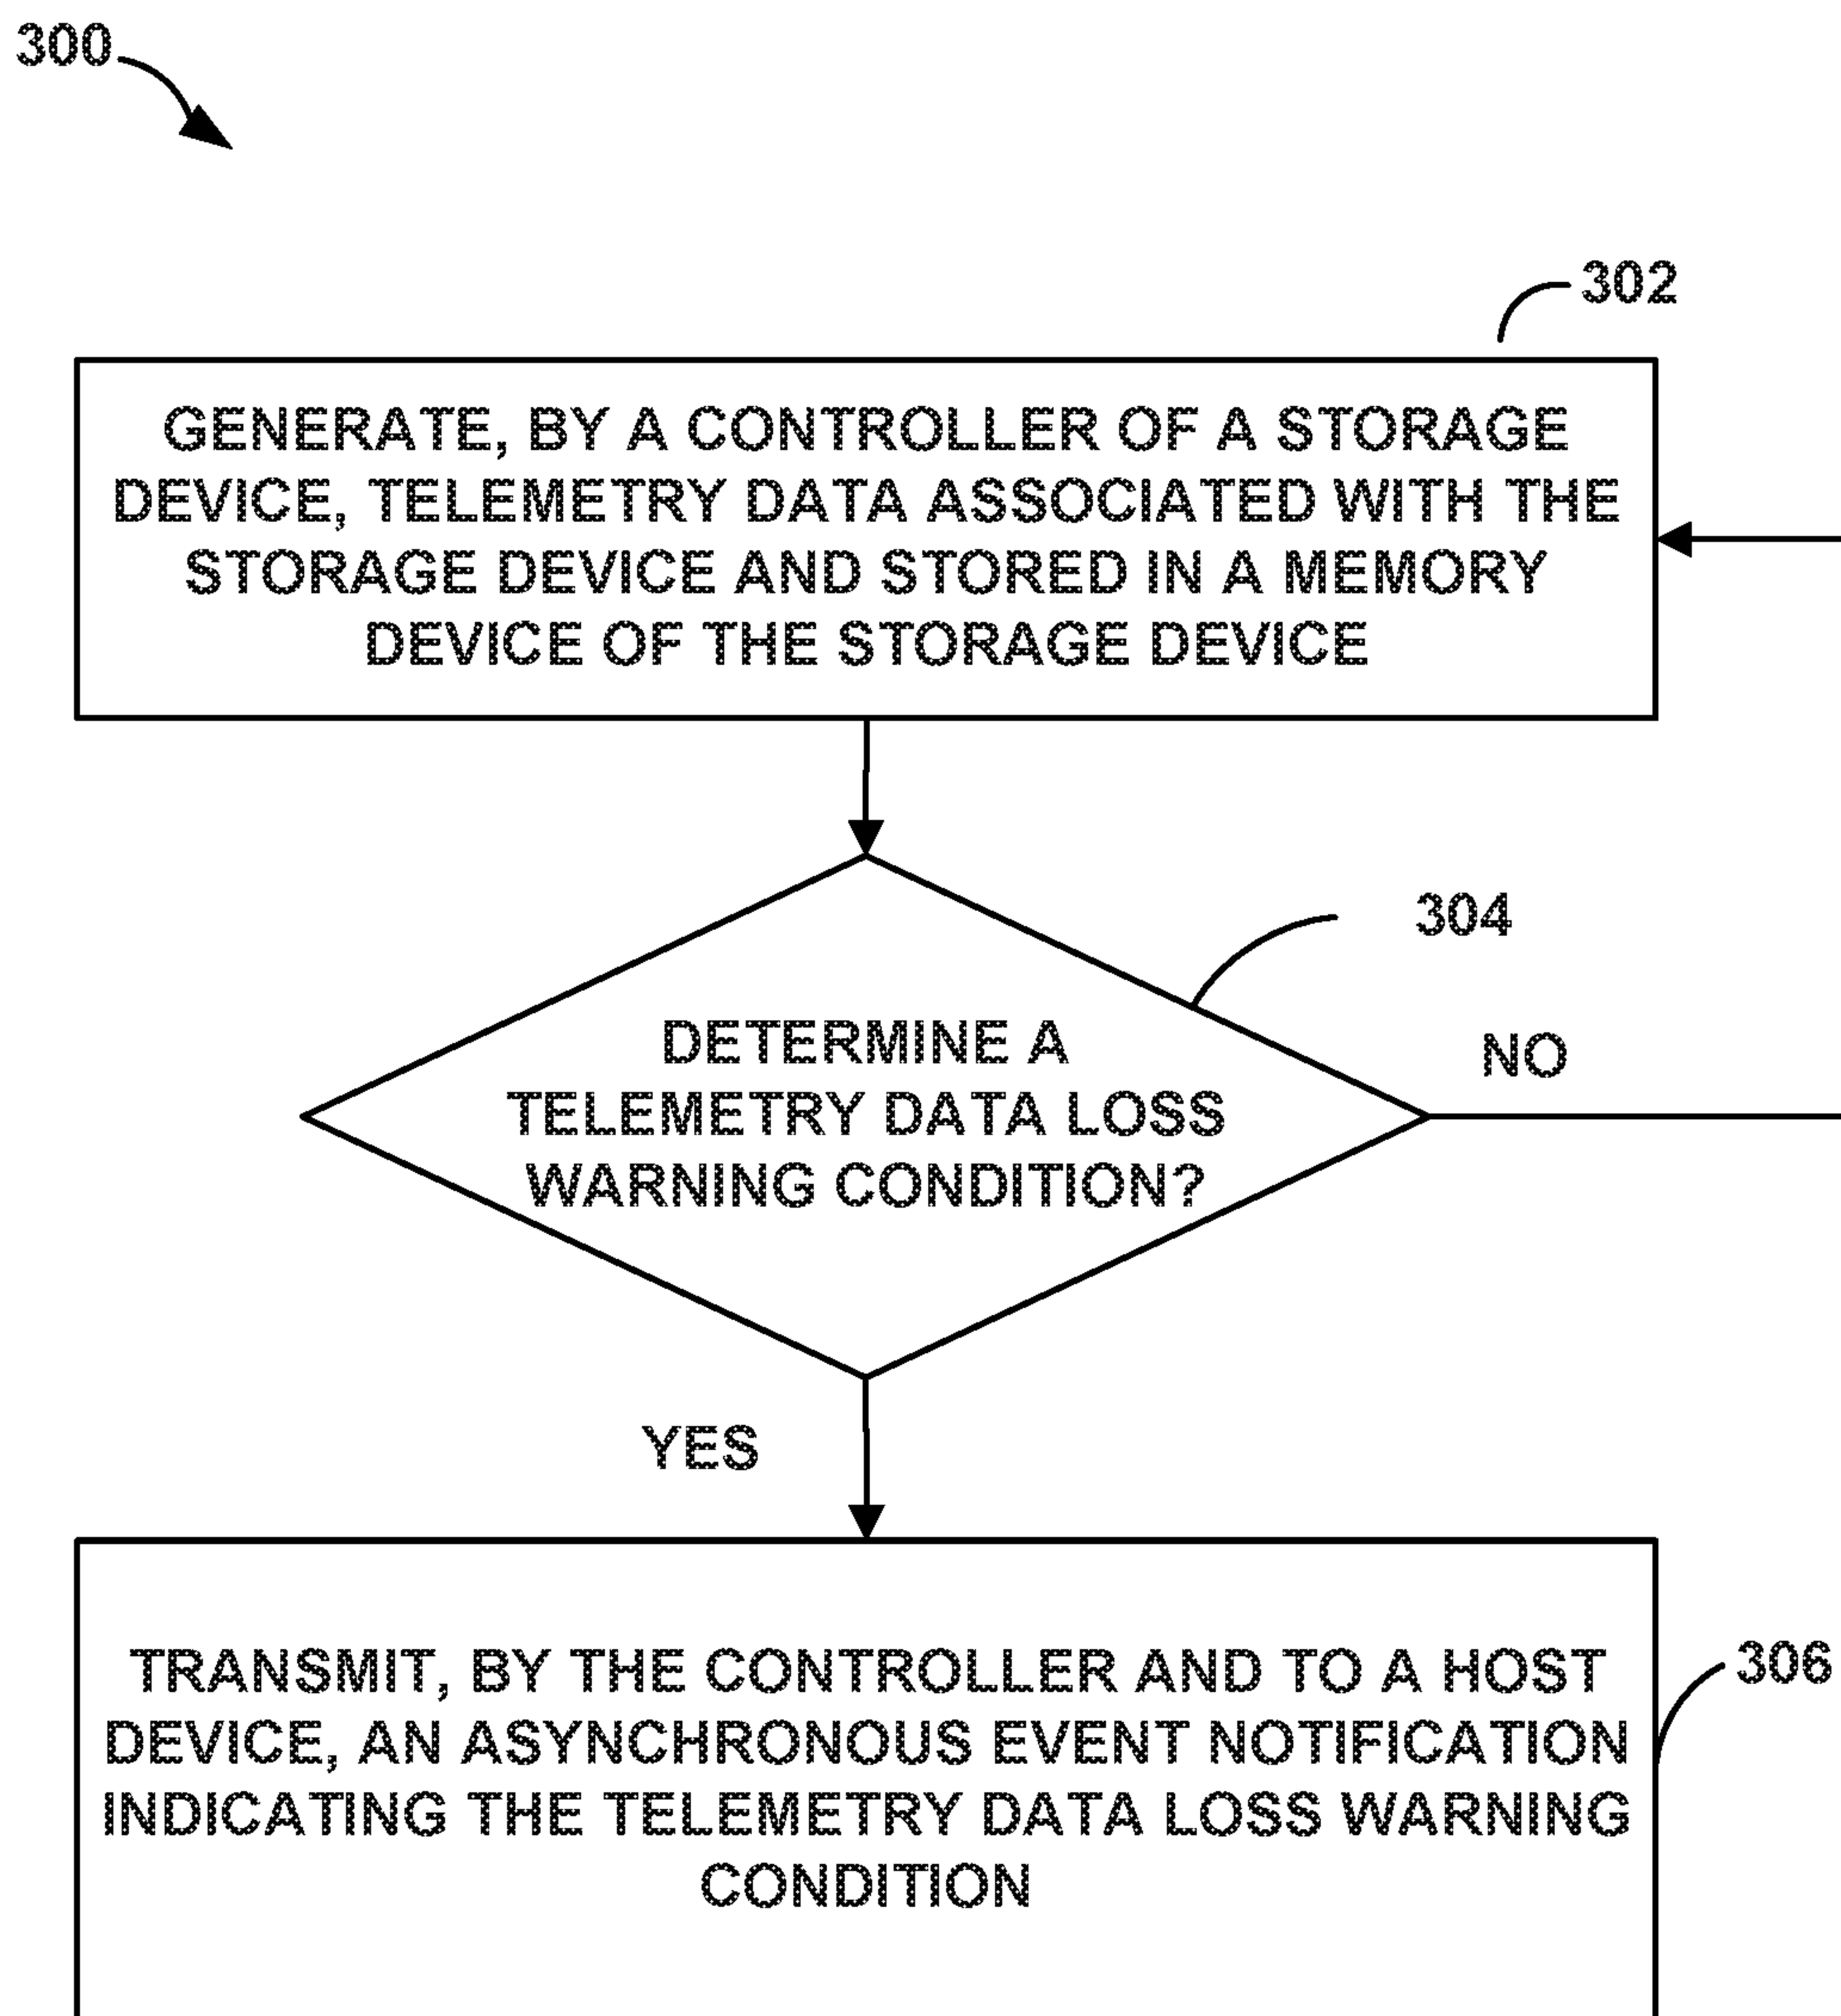 300
302
GENERATE, BY A CONTROLLER OF A STORAGE
DEVICE, TELEMETRY DATA ASSOCIATED WITH THE
STORAGE DEVICE AND STORED IN A MEMORY
DEVICE OF THE STORAGE DEVICE
304
DETERMINE A
TELEMETRY DATA LOSS
WARNING CONDITION?
NO
YES
306
TRANSMIT, BY THE CONTROLLER AND TO A HOST
DEVICE, AN ASYNCHRONOUS EVENT NOTIFICATION
INDICATING THE TELEMETRY DATA LOSS WARNING
CONDITION